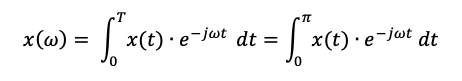 x(ω) = ∫₀ᵀ x(t) · e^{−jωt} dt = ∫₀^π x(t) · e^{−jωt} dt